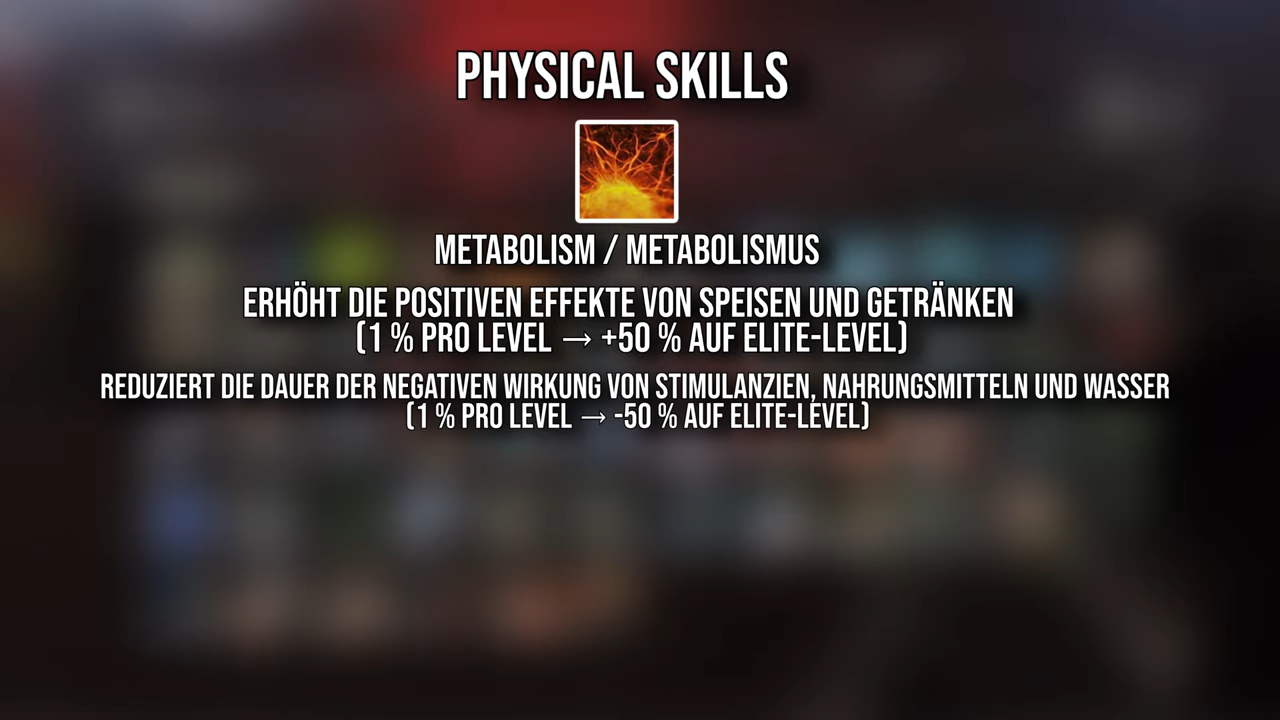 PHYSICAL SKILLS
METABOLISM / METABOLISMUS
ERHÖHT DIE POSITIVEN EFFEKTE VON SPEISEN UND GETRÄNKEN
(1 % PRO LEVEL → +50 % AUF ELITE-LEVEL)
REDUZIERT DIE DAUER DER NEGATIVEN WIRKUNG VON STIMULANZIEN, NAHRUNGSMITTELN UND WASSER
(1 % PRO LEVEL → -50 % AUF ELITE-LEVEL)